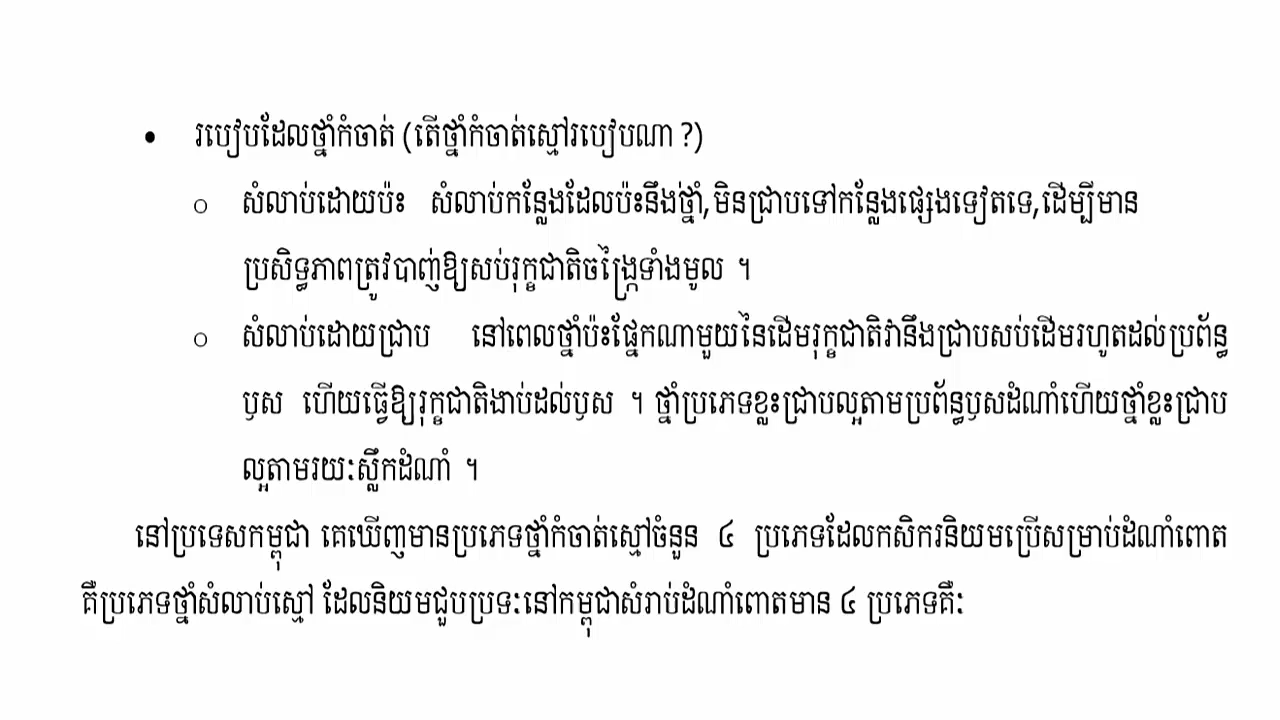 • របៀបដែលថ្នាំកំចាត់ (តើថ្នាំកំចាត់ស្មៅរបៀបណា ?)
o សំលាប់ដោយប៉ះ សំលាប់កន្លែងដែលប៉ះនឹងថ្នាំ, មិនជ្រាបទៅកន្លែងផ្សេងទៀតទេ, ដើម្បីមាន
ប្រសិទ្ធភាពត្រូវបាញ់ឱ្យសប់រុក្ខជាតិចង្រៃទាំងមូល ។
o សំលាប់ដោយជ្រាប នៅពេលថ្នាំប៉ះផ្នែកណាមួយនៃដើមរុក្ខជាតិវានឹងជ្រាបសប់ដើមរហូតដល់ប្រព័ន្ធ
ឫស ហើយធ្វើឱ្យរុក្ខជាតិងាប់ដល់ឫស ។ ថ្នាំប្រភេទខ្លះជ្រាបល្អតាមប្រព័ន្ធឫសដំណាំហើយថ្នាំខ្លះជ្រាប
ល្អតាមរយៈស្លឹកដំណាំ ។
នៅប្រទេសកម្ពុជា គេឃើញមានប្រភេទថ្នាំកំចាត់ស្មៅចំនួន ៤ ប្រភេទដែលកសិករនិយមប្រើសម្រាប់ដំណាំពោត
គឺប្រភេទថ្នាំសំលាប់ស្មៅ ដែលនិយមជួបប្រទៈនៅកម្ពុជាសំរាប់ដំណាំពោតមាន ៤ ប្រភេទគឺៈ